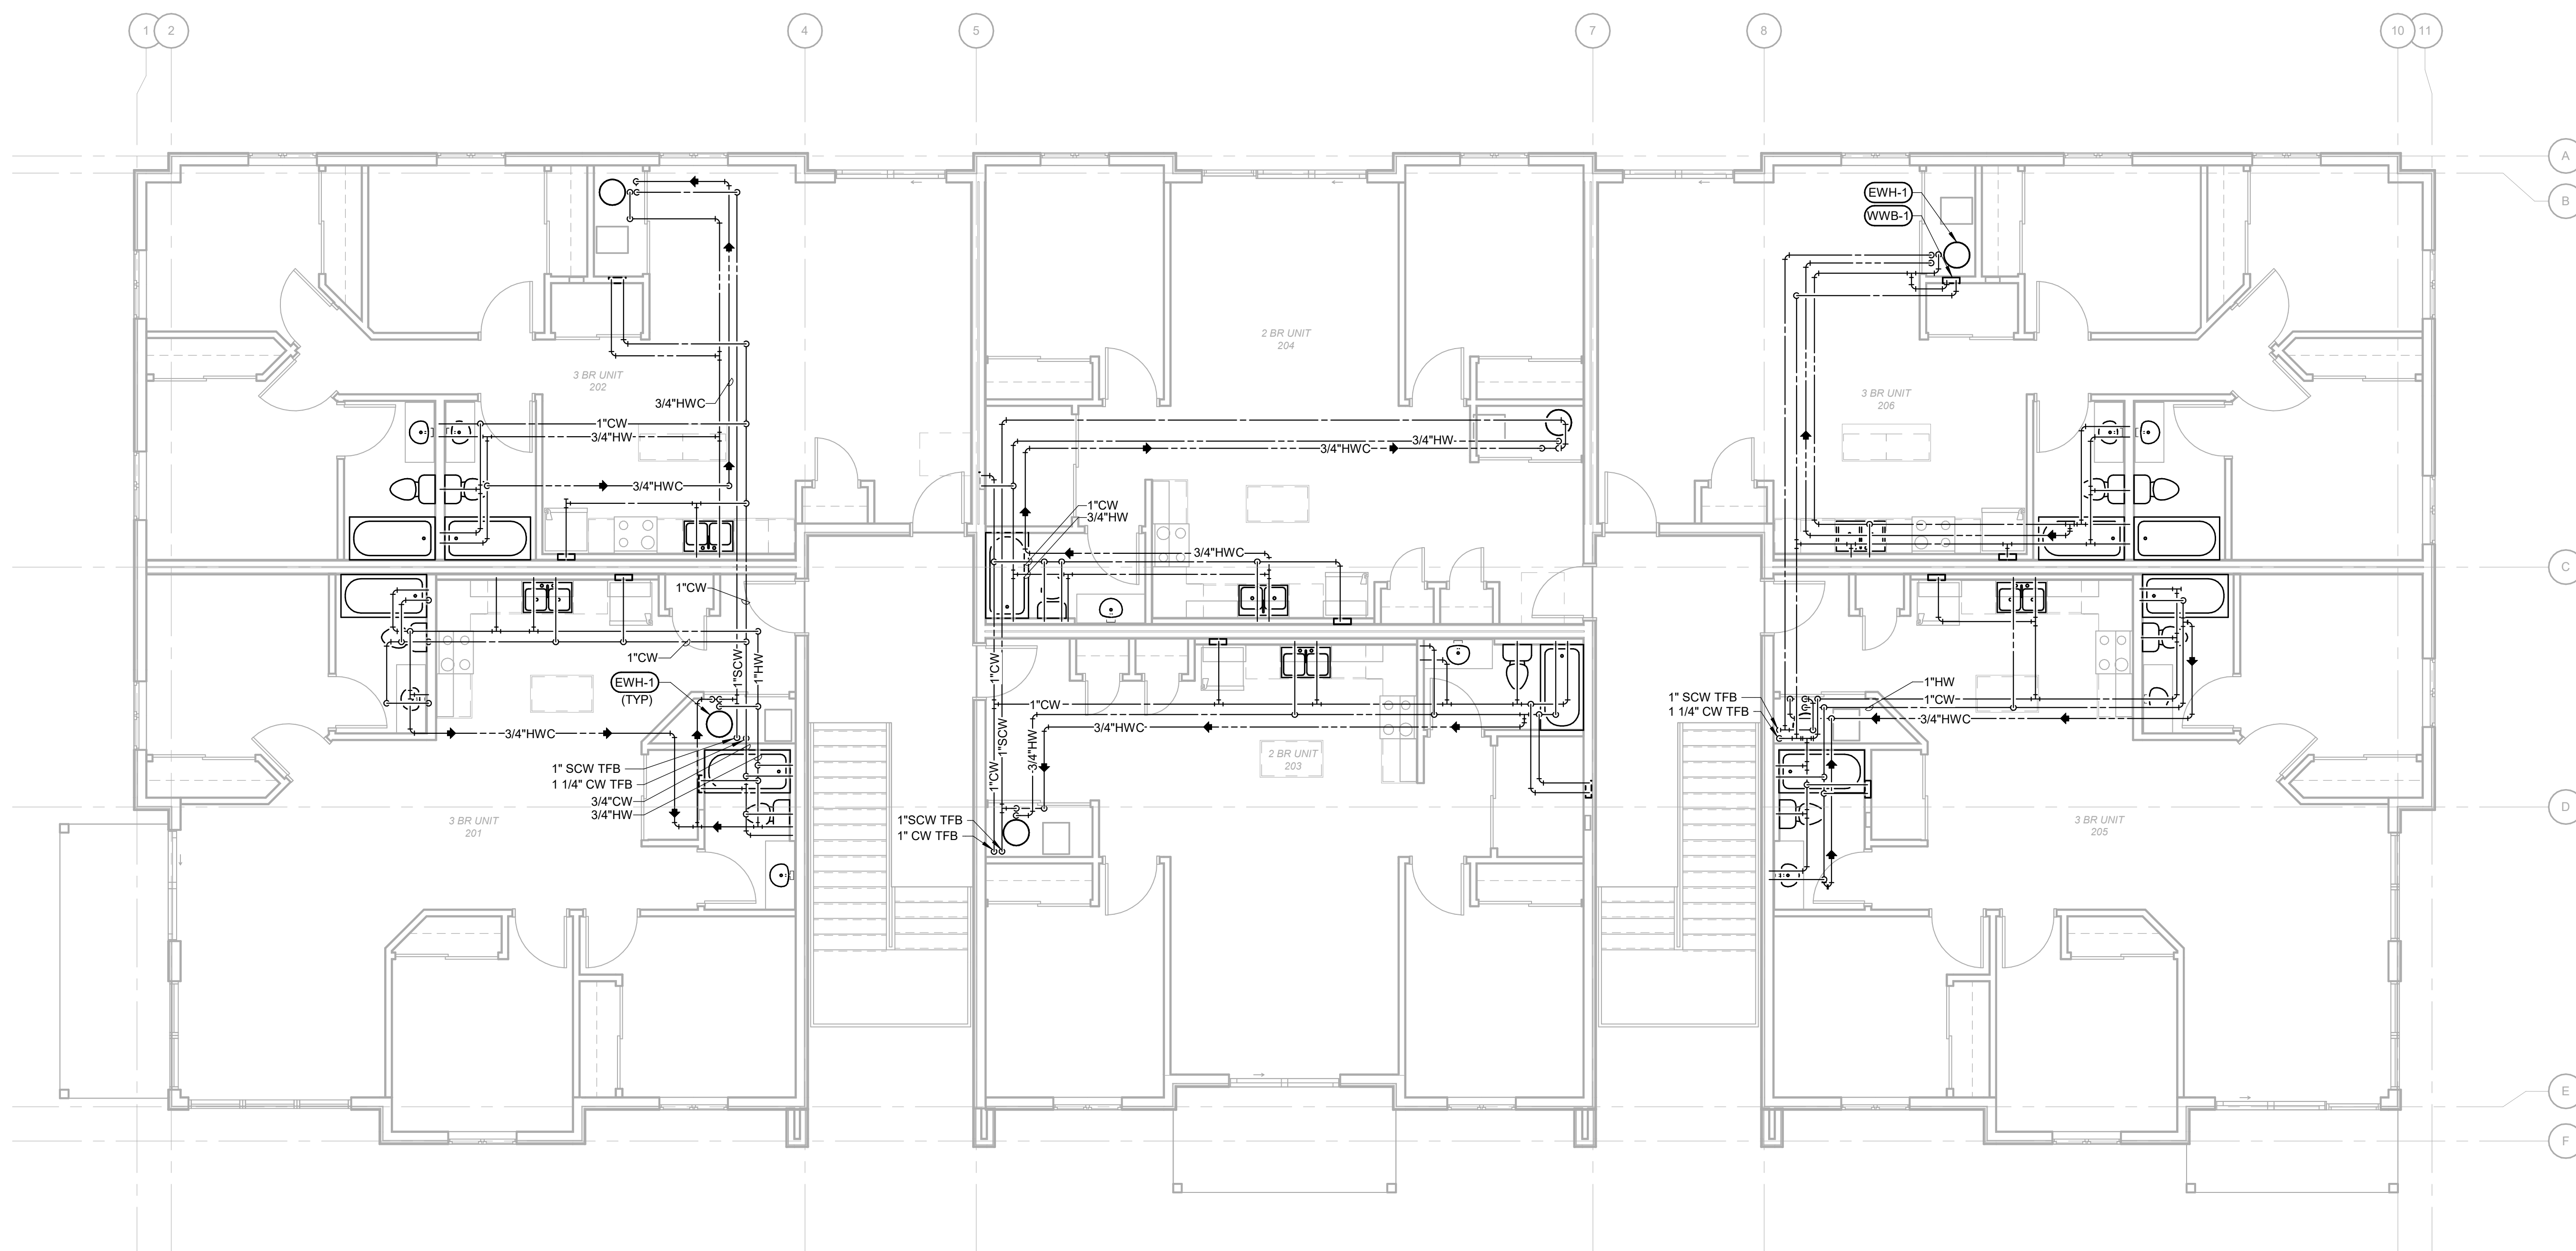 1
2
4
5
7
8
10
11
A
B
C
D
E
F
EWH-1
WWB-1
2 BR UNIT
204
3 BR UNIT
202
3/4"HWC
3 BR UNIT
206
1"CW
3/4"HW
3/4"HWC
3/4"HW
3/4"HWC
1"CW
3/4"HW
3/4"HWC
1"CW
1"CW
1"SCW
1"HW
EWH-1
(TYP)
3/4"HWC
1" SCW TFB
1 1/4" CW TFB
3/4"CW
3/4"HW
3 BR UNIT
201
1"CW
1"CW
3/4"HWC
1"SCW
3/4"HW
1"CW
2 BR UNIT
203
1"SCW TFB
1" CW TFB
1" SCW TFB
1 1/4" CW TFB
1"HW
1"CW
3/4"HWC
3 BR UNIT
205